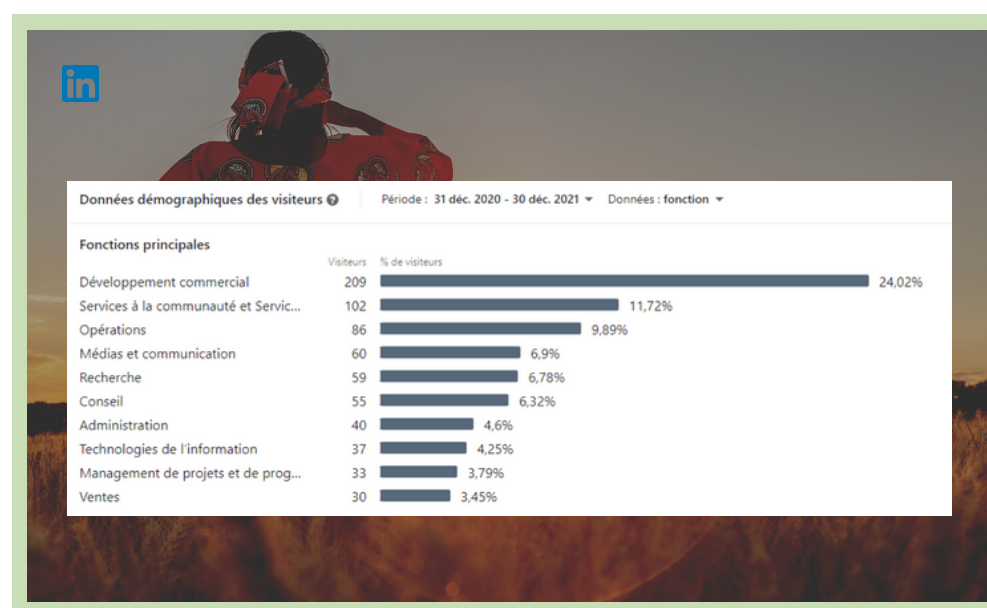 in
Données démographiques des visiteurs ? Période : 31 déc. 2020 - 30 déc. 2021 Données : fonction
Fonctions principales
Visiteurs % de visiteurs
Développement commercial 209 24,02%
Services à la communauté et Servic... 102 11,72%
Opérations 86 9,89%
Médias et communication 60 6,9%
Recherche 59 6,78%
Conseil 55 6,32%
Administration 40 4,6%
Technologies de l'information 37 4,25%
Management de projets et de prog... 33 3,79%
Ventes 30 3,45%